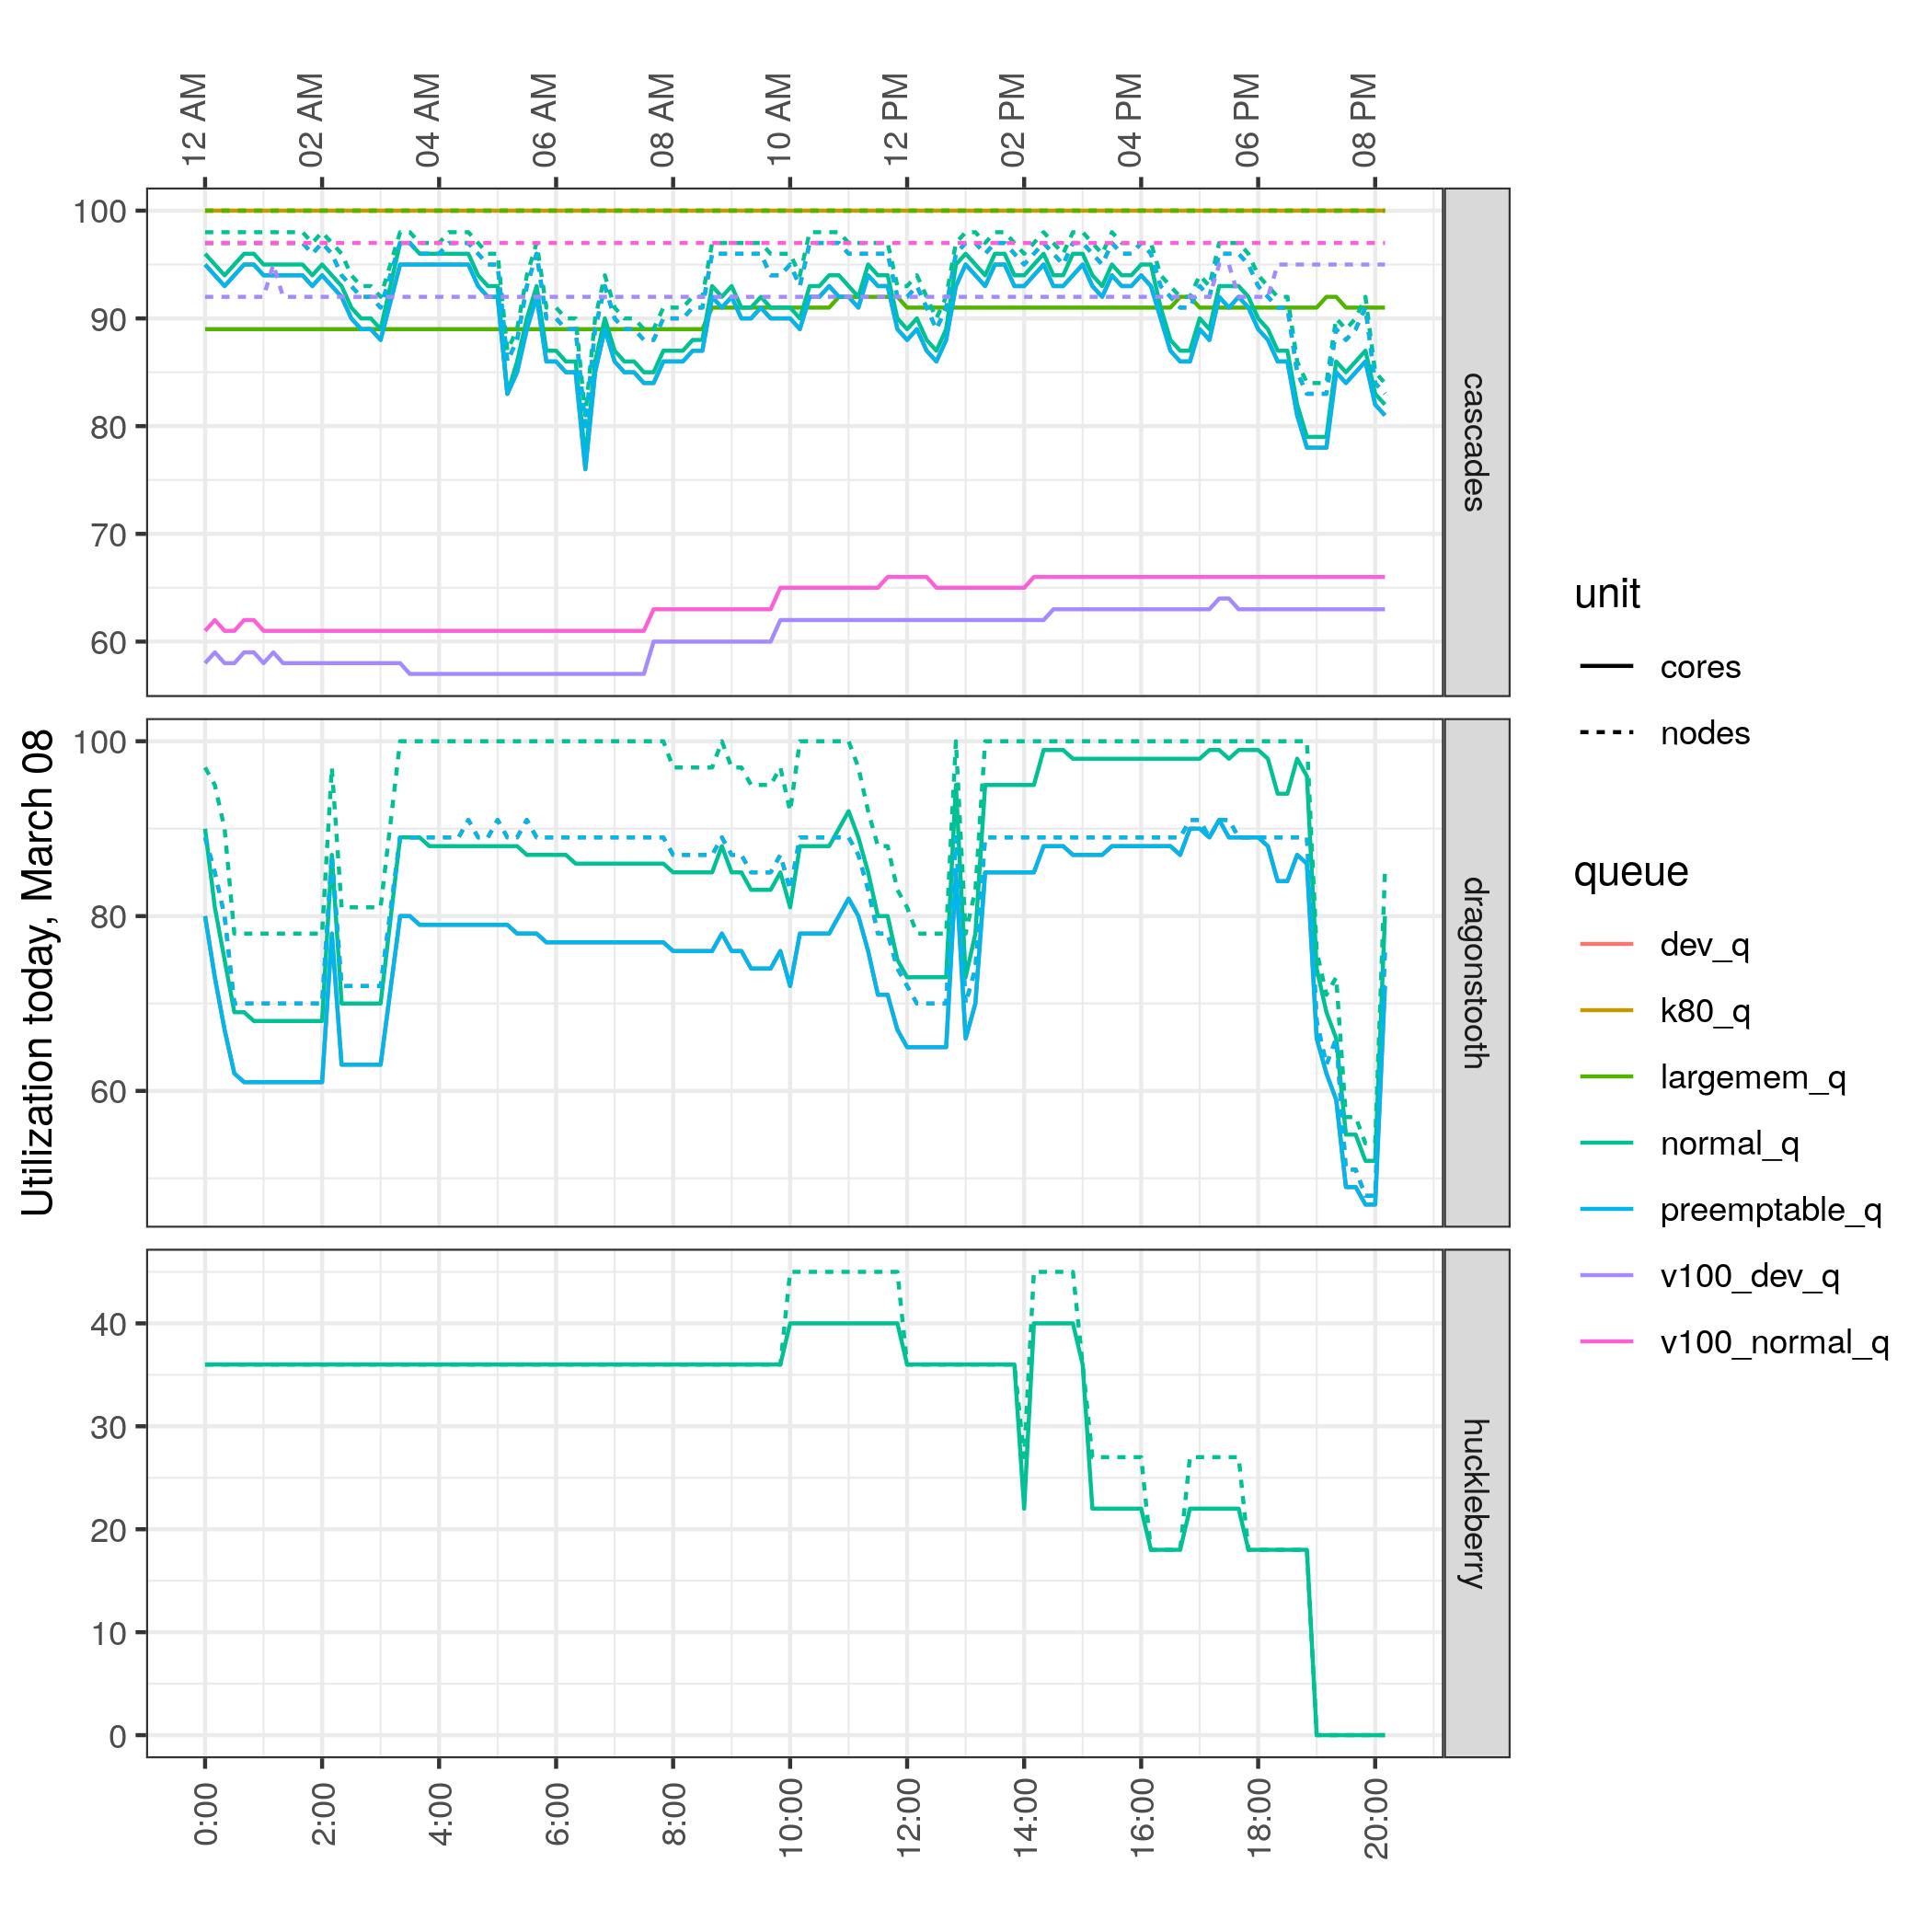 12 AM
02 AM
04 AM
06 AM
08 AM
10 AM
12 PM
02 PM
04 PM
06 PM
08 PM
Utilization today, March 08
100
90
80
70
60
cascades
100
80
60
dragonstooth
40
30
20
10
0
huckleberry
0:00
2:00
4:00
6:00
8:00
10:00
12:00
14:00
16:00
18:00
20:00
unit
cores
nodes
queue
dev_q
k80_q
largemem_q
normal_q
preemptable_q
v100_dev_q
v100_normal_q